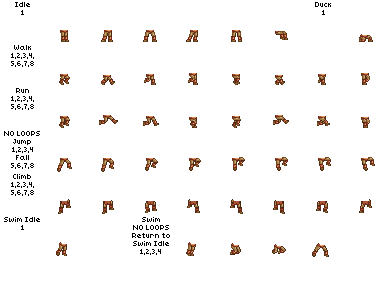 Idle
1
Duck
1
Walk
1,2,3,4,
5,6,7,8
Run
1,2,3,4,
5,6,7,8
NO LOOPS
Jump
1,2,3,4
Fall
5,6,7,8
Climb
1,2,3,4,
5,6,7,8
Swim Idle
1
Swim
NO LOOPS
Return to
Swim Idle
1,2,3,4